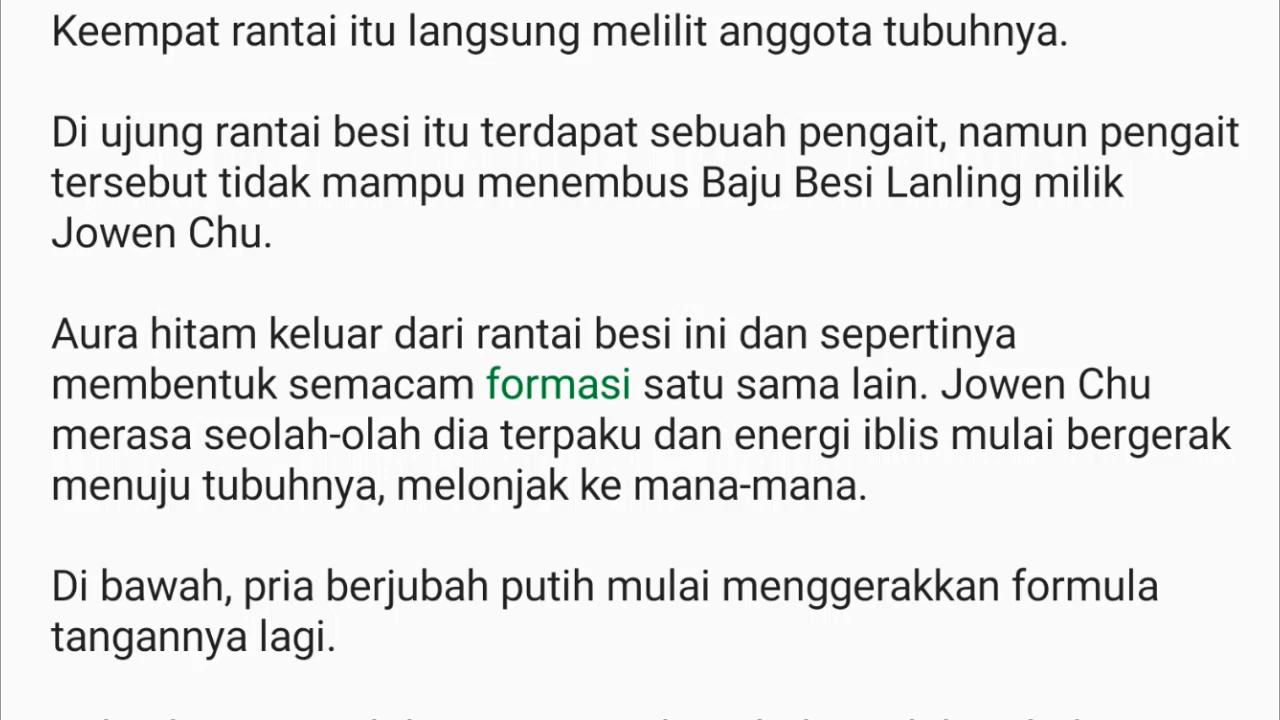 Keempat rantai itu langsung melilit anggota tubuhnya.
Di ujung rantai besi itu terdapat sebuah pengait, namun pengait
tersebut tidak mampu menembus Baju Besi Lanling milik
Jowen Chu.
Aura hitam keluar dari rantai besi ini dan sepertinya
membentuk semacam formasi satu sama lain. Jowen Chu
merasa seolah-olah dia terpaku dan energi iblis mulai bergerak
menuju tubuhnya, melonjak ke mana-mana.
Di bawah, pria berjubah putih mulai menggerakkan formula
tangannya lagi.